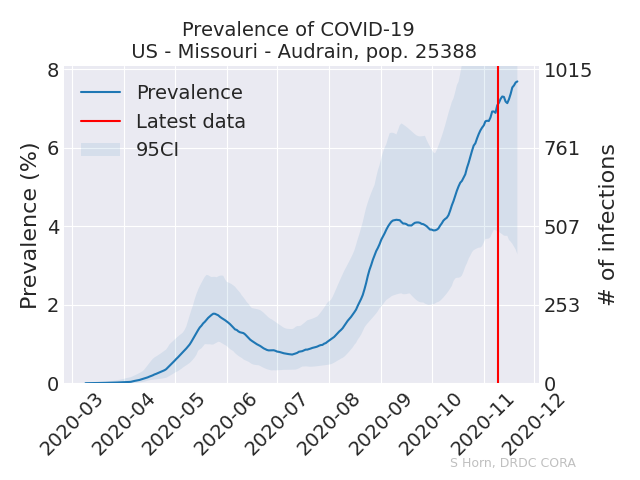 Prevalence of COVID-19
US - Missouri - Audrain, pop. 25388
Prevalence
Latest data
95CI
Prevalence (%)
8
6
4
2
0
1015
761
507
253
0
# of infections
2020-03
2020-04
2020-05
2020-06
2020-07
2020-08
2020-09
2020-10
2020-11
2020-12
S Horn, DRDC CORA